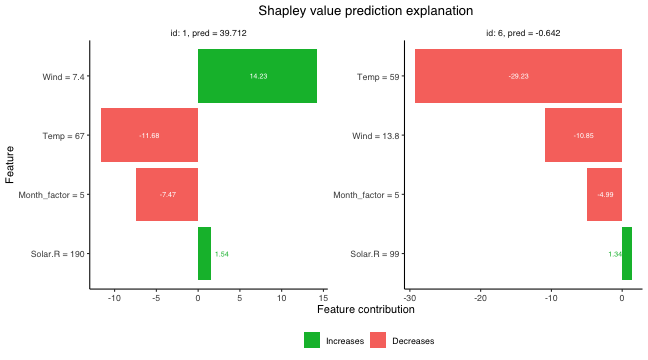 Shapley value prediction explanation
id: 1, pred = 39.712
Wind = 7.4
14.23
Temp = 67
-11.68
Month_factor = 5
-7.47
Solar.R = 190
1.54
-10 -5 0 5 10 15
id: 6, pred = -0.642
Temp = 59
-29.23
Wind = 13.8
-10.85
Month_factor = 5
-4.99
Solar.R = 99
1.34
-30 -20 -10 0
Feature
Feature contribution
Increases Decreases